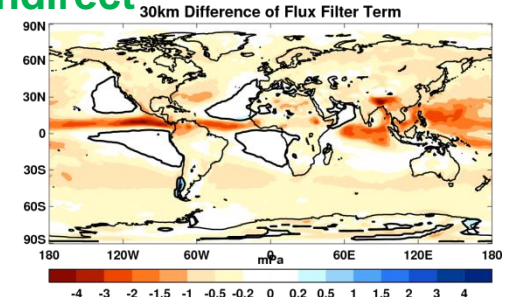 ndirect
30km Difference of Flux Filter Term
90N
60N
30N
0
30S
60S
90S
180 120W 60W 0 60E 120E 180
mPa
-4 -3 -2 -1.5 -1 -0.5 -0.2 0 0.2 0.5 1 1.5 2 3 4